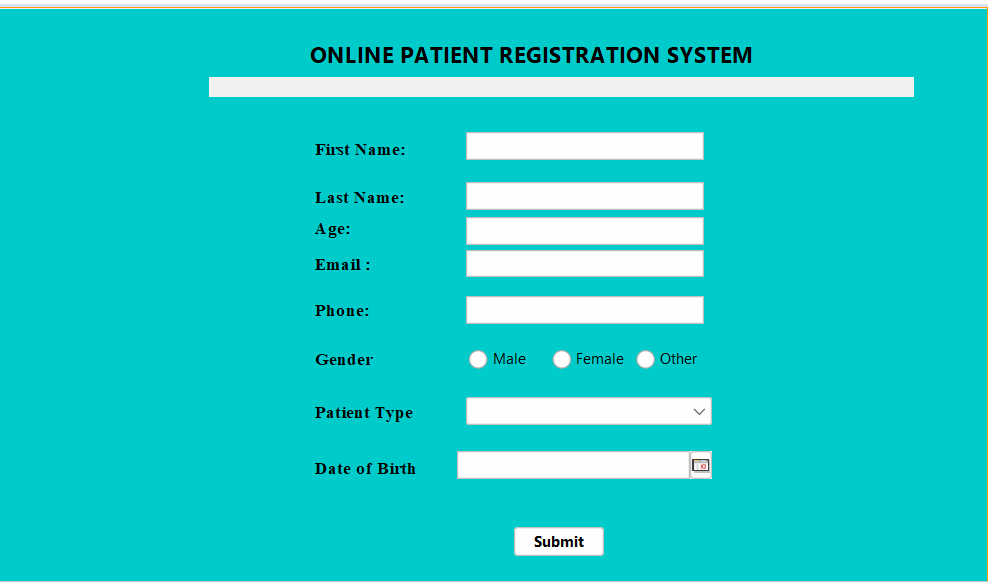 ONLINE PATIENT REGISTRATION SYSTEM
First Name:
Last Name:
Age:
Email :
Phone:
Gender Male Female Other
Patient Type
Date of Birth
Submit